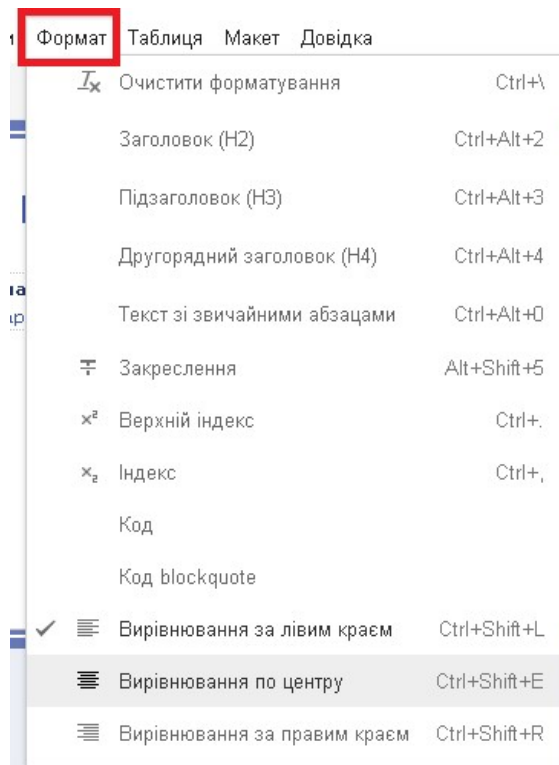 Формат Таблиця Макет Довідка
Очистити форматування Ctrl+\
Заголовок (H2) Ctrl+Alt+2
Підзаголовок (H3) Ctrl+Alt+3
Другорядний заголовок (H4) Ctrl+Alt+4
Текст зі звичайними абзацами Ctrl+Alt+0
Закреслення Alt+Shift+5
x² Верхній індекс Ctrl+.
x₂ Індекс Ctrl+,
Код
Код blockquote
Вирівнювання за лівим краєм Ctrl+Shift+L
Вирівнювання по центру Ctrl+Shift+E
Вирівнювання за правим краєм Ctrl+Shift+R